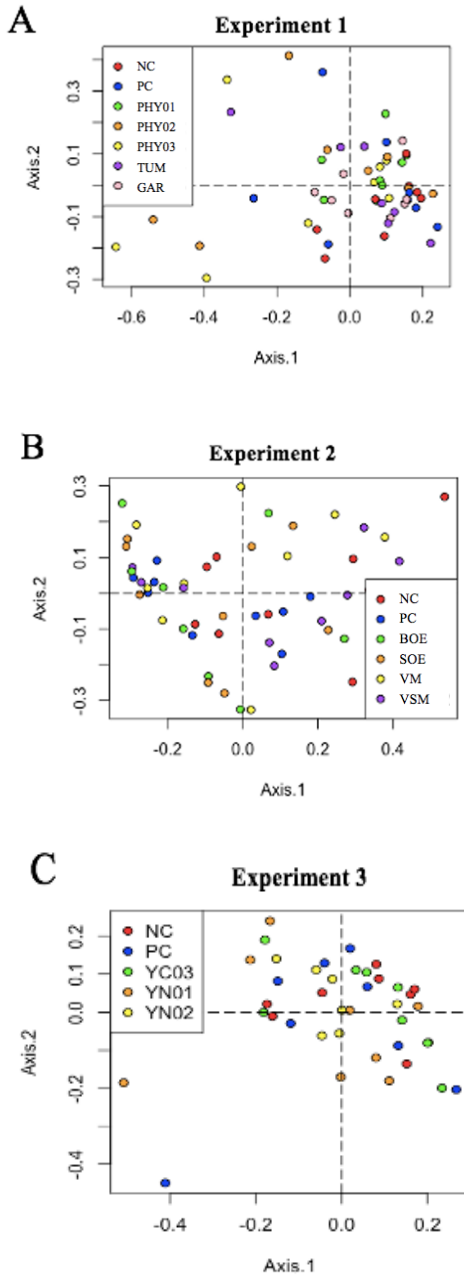 A
Experiment 1
NC
PC
PHY01
PHY02
PHY03
TUM
GAR
0.3
0.1
-0.1
-0.3
Axis.2
-0.6 -0.4 -0.2 0.0 0.2
Axis.1
B
Experiment 2
0.3
0.1
-0.1
-0.3
Axis.2
NC
PC
BOE
SOE
VM
VSM
-0.2 0.0 0.2 0.4
Axis.1
C
Experiment 3
NC
PC
YC03
YN01
YN02
0.2
0.0
-0.2
-0.4
Axis.2
-0.4 -0.2 0.0 0.2
Axis.1